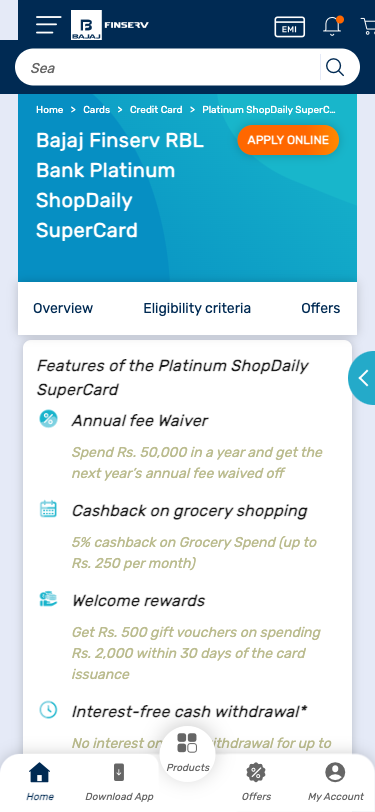 BAJAJ
FINSERV
EMI
Sea
Home > Cards > Credit Card > Platinum ShopDaily SuperC...
Bajaj Finserv RBL
Bank Platinum
ShopDaily
SuperCard
APPLY ONLINE
Overview
Eligibility criteria
Offers
Features of the Platinum ShopDaily
SuperCard
Annual fee Waiver
Spend Rs. 50,000 in a year and get the
next year's annual fee waived off
Cashback on grocery shopping
5% cashback on Grocery Spend (up to
Rs. 250 per month)
Welcome rewards
Get Rs. 500 gift vouchers on spending
Rs. 2,000 within 30 days of the card
issuance
Interest-free cash withdrawal*
No interest on ithdrawal for up to
Home
Download App
Products
Offers
My Account